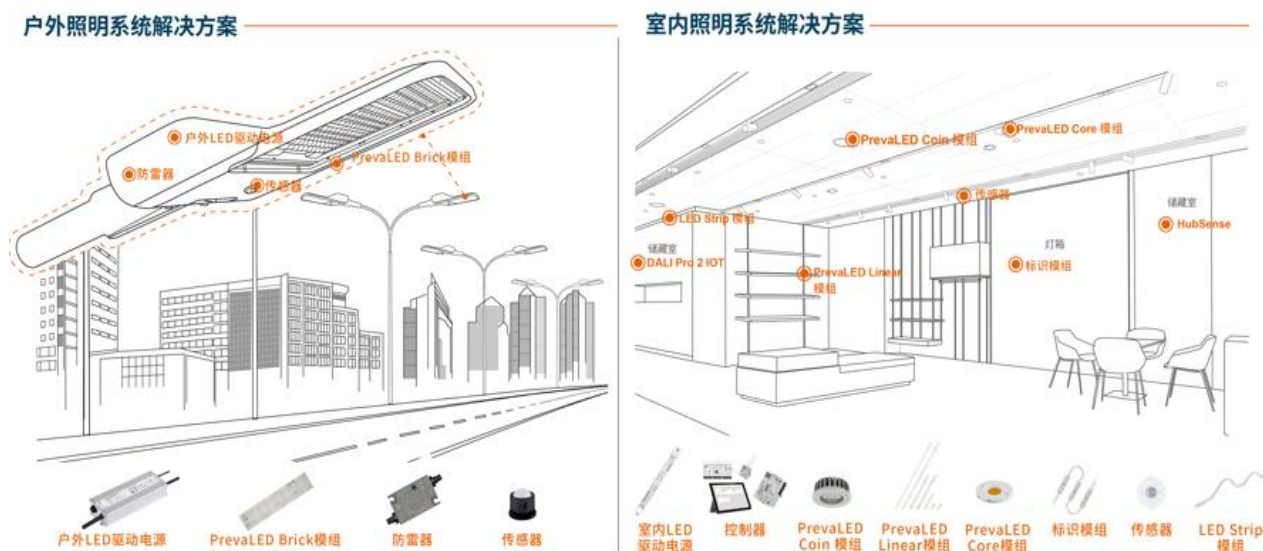 户外照明系统解决方案
户外LED驱动电源
防雷器
PrevaLED Brick模组
传感器
户外LED驱动电源
PrevaLED Brick模组
防雷器
传感器
室内照明系统解决方案
PrevaLED Coin 模组
PrevaLED Core 模组
传感器
LED Strip 模组
储藏室
DALI Pro 2 IOT
PrevaLED Linear
模组
灯箱
标识模组
储藏室
HubSense
室内LED
驱动电源
控制器
PrevaLED
Coin 模组
PrevaLED
Linear模组
PrevaLED
Core模组
标识模组
传感器
LED Strip
模组